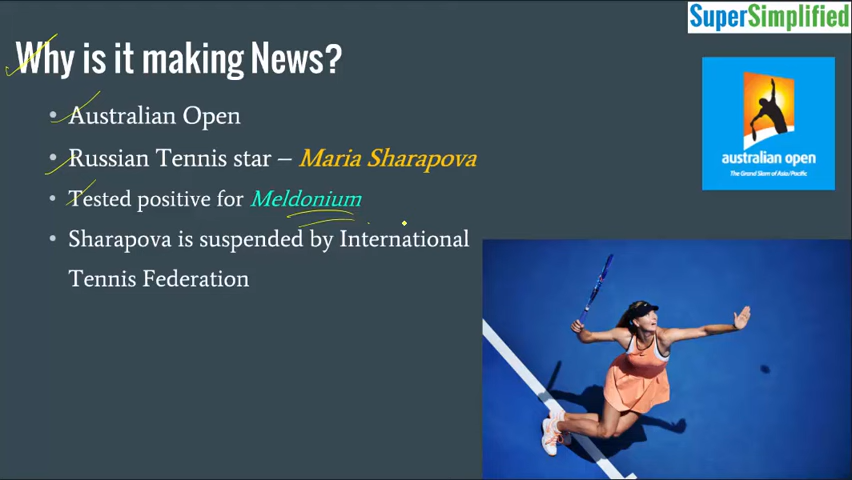 SuperSimplified
Why is it making News?
• Australian Open
• Russian Tennis star – Maria Sharapova
• Tested positive for Meldonium
• Sharapova is suspended by International
Tennis Federation
australian open
The Grand Slam of Asia/Pacific